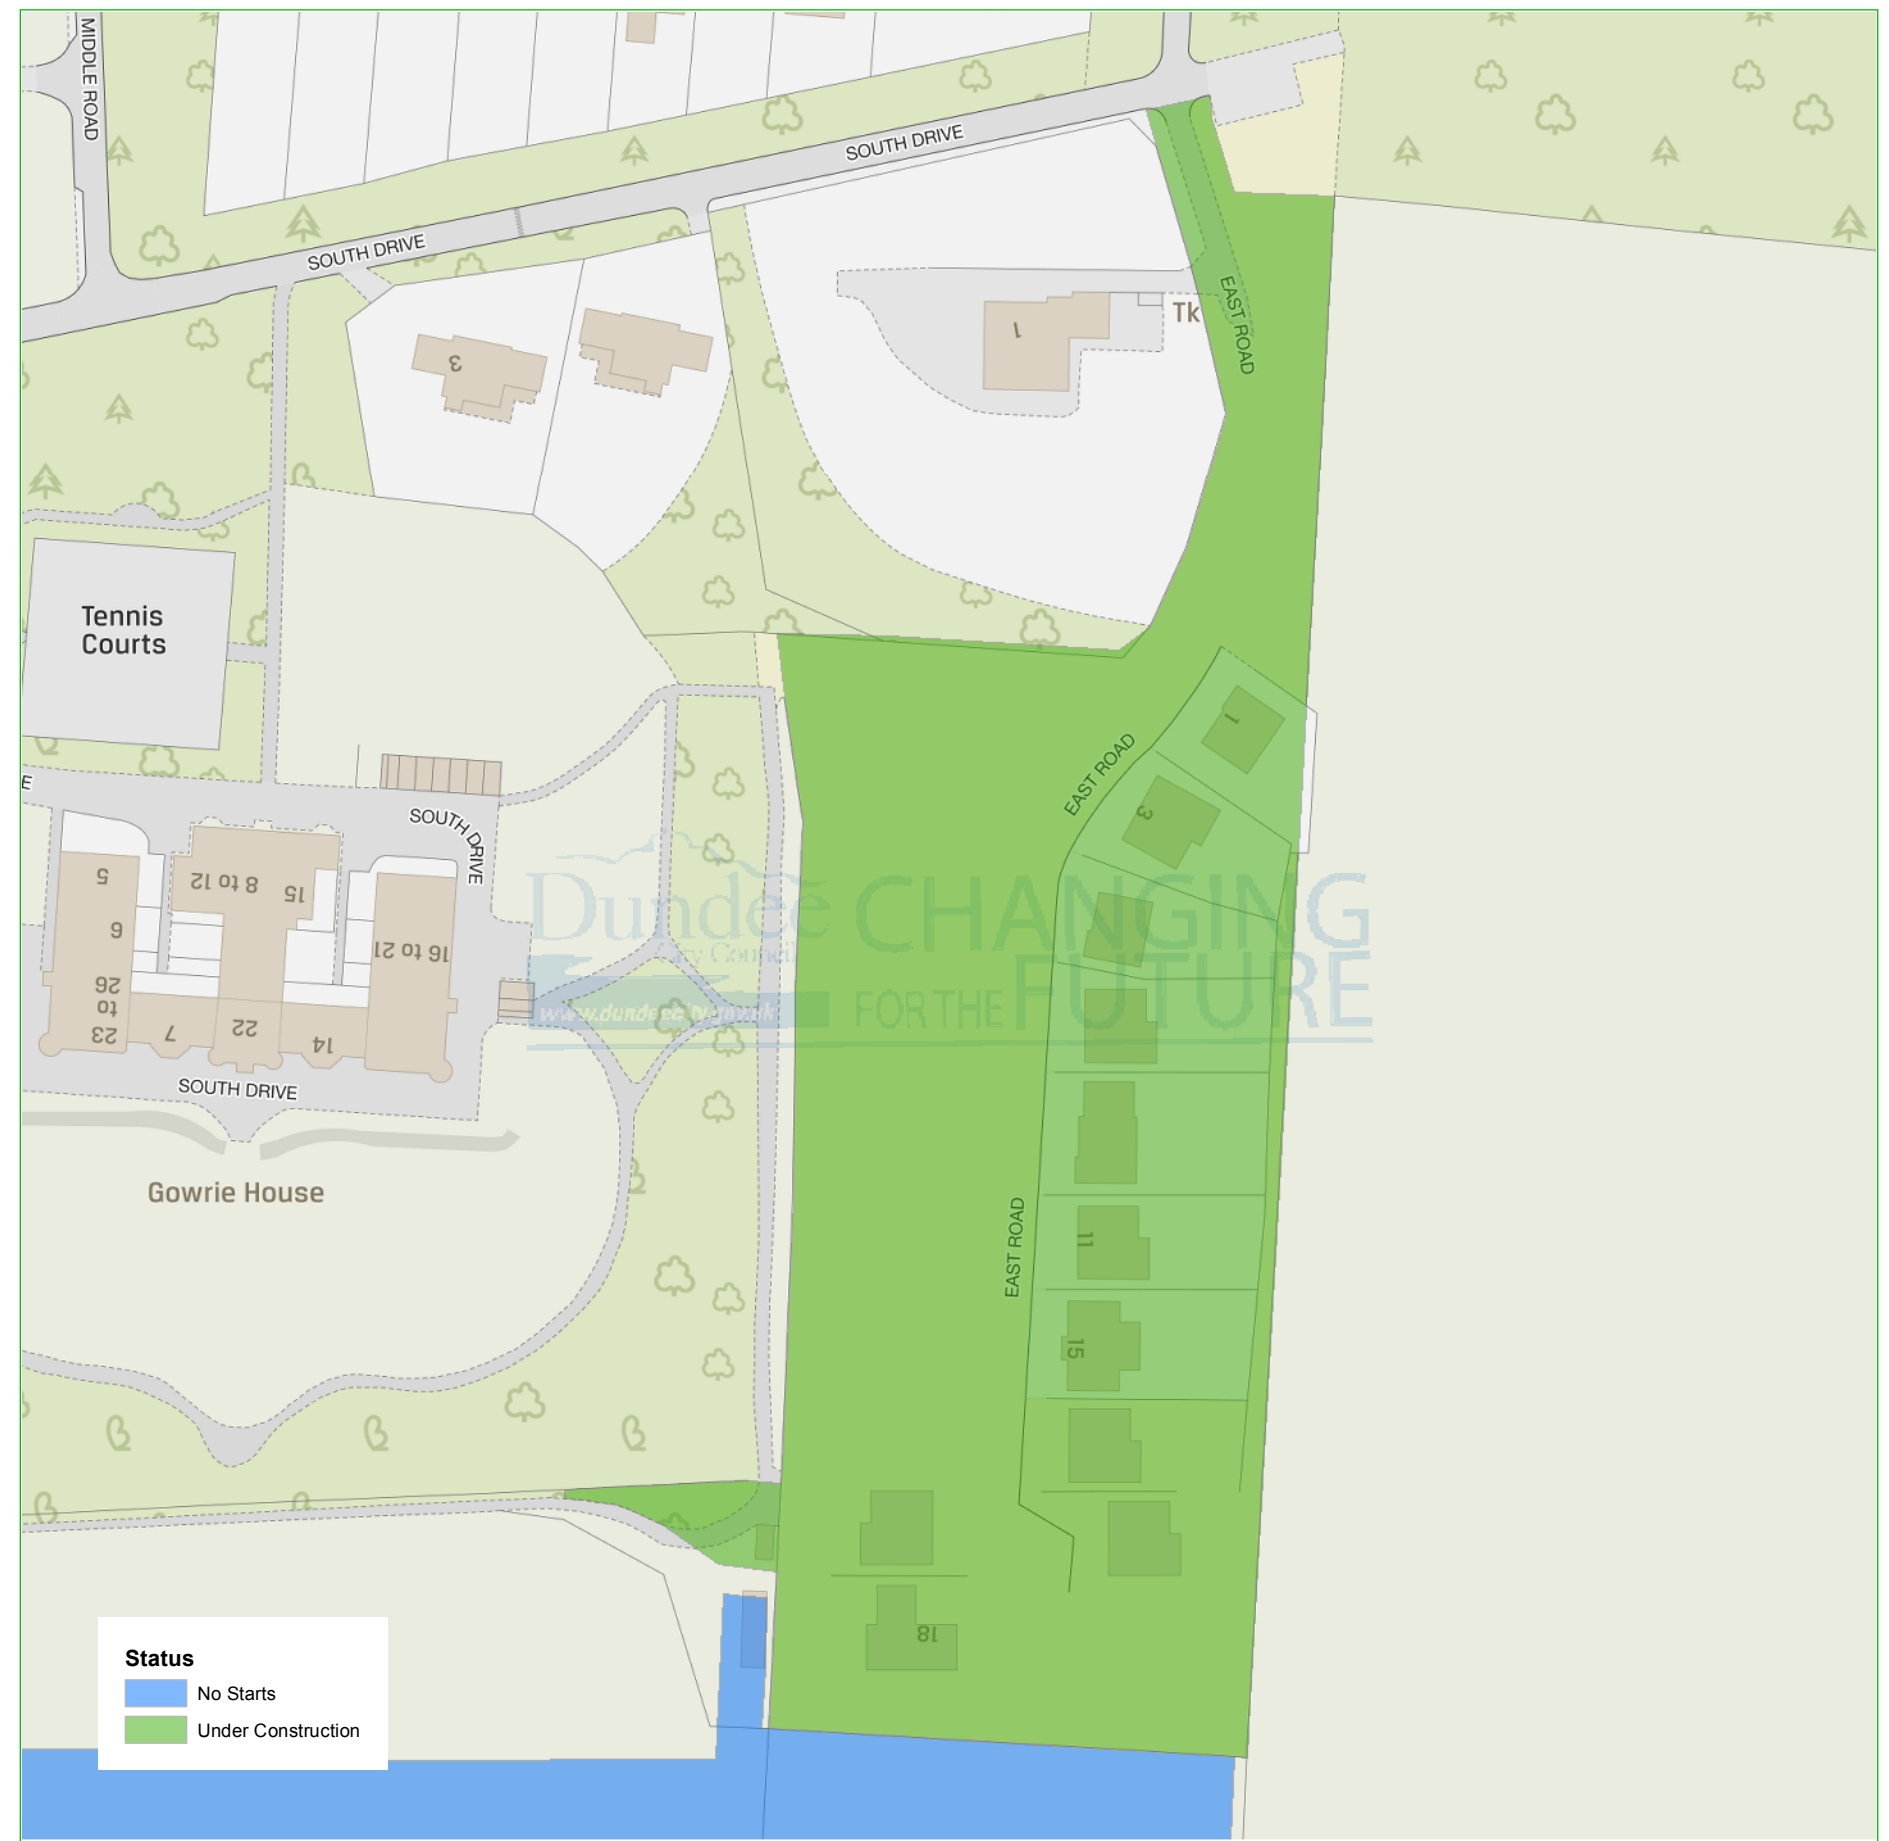 MIDDLE ROAD
SOUTH DRIVE
SOUTH DRIVE
EAST ROAD
Tk
1
3
Tennis
Courts
1
EAST ROAD
3
E
SOUTH DRIVE
5
8 to 12
15
6
16 to 21
26
to
23
7
22
14
SOUTH DRIVE
Dundee
City Council
www.dundeecity.gov.uk
CHANGING
FOR THE FUTURE
Gowrie House
EAST ROAD
11
15
18
Status
No Starts
Under Construction